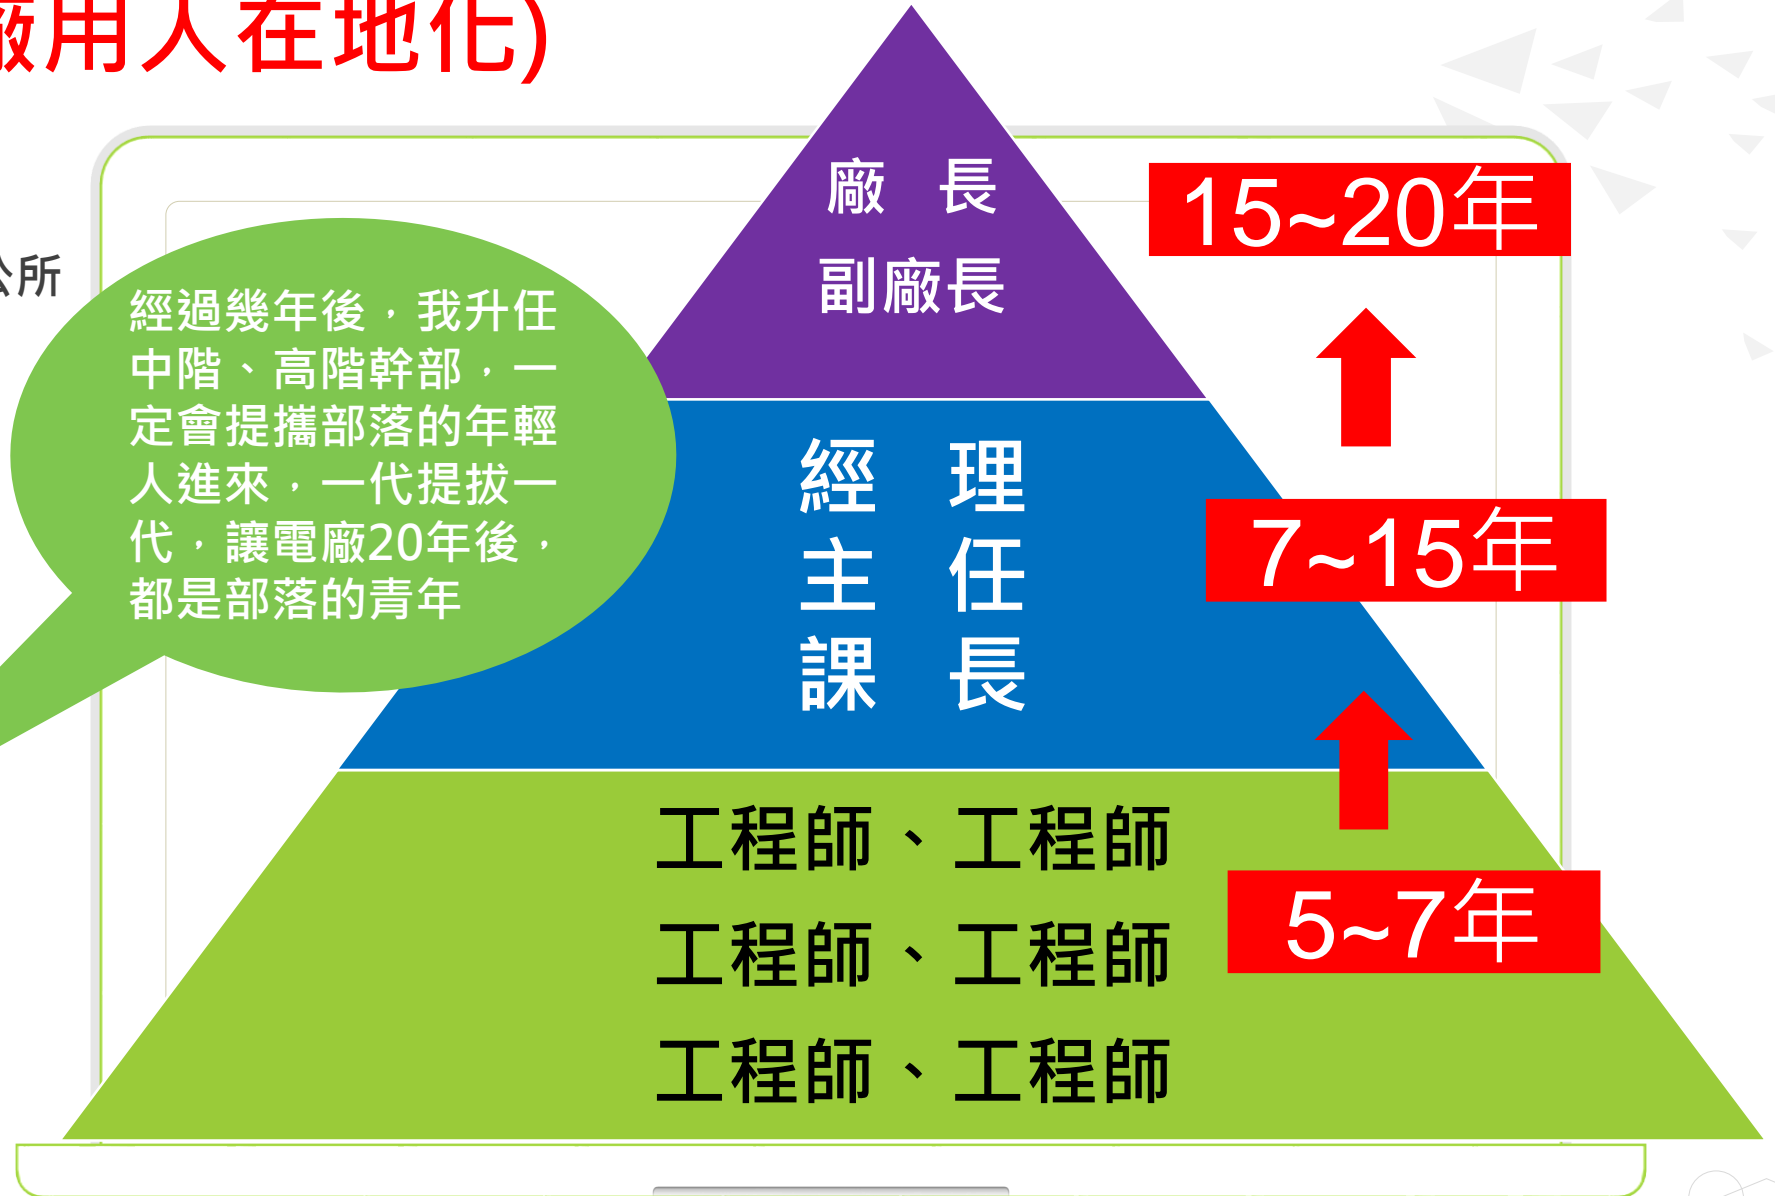 廠用人在地化)
公所
經過幾年後，我升任
中階、高階幹部，一
定會提攜部落的年輕
人進來，一代提拔一
代，讓電廠20年後，
都是部落的青年
廠 長
副廠長
15~20年
經 理
主 任
課 長
7~15年
工程師、工程師
工程師、工程師
工程師、工程師
5~7年